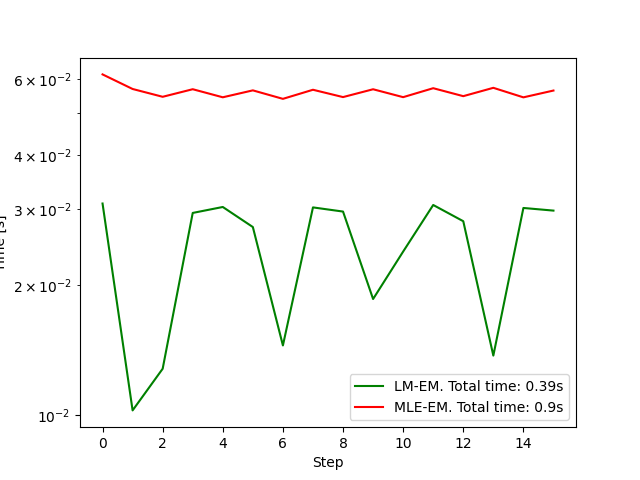 6 × 10⁻²
4 × 10⁻²
3 × 10⁻²
2 × 10⁻²
10⁻²
[s]
0 2 4 6 8 10 12 14
Step
LM-EM. Total time: 0.39s
MLE-EM. Total time: 0.9s